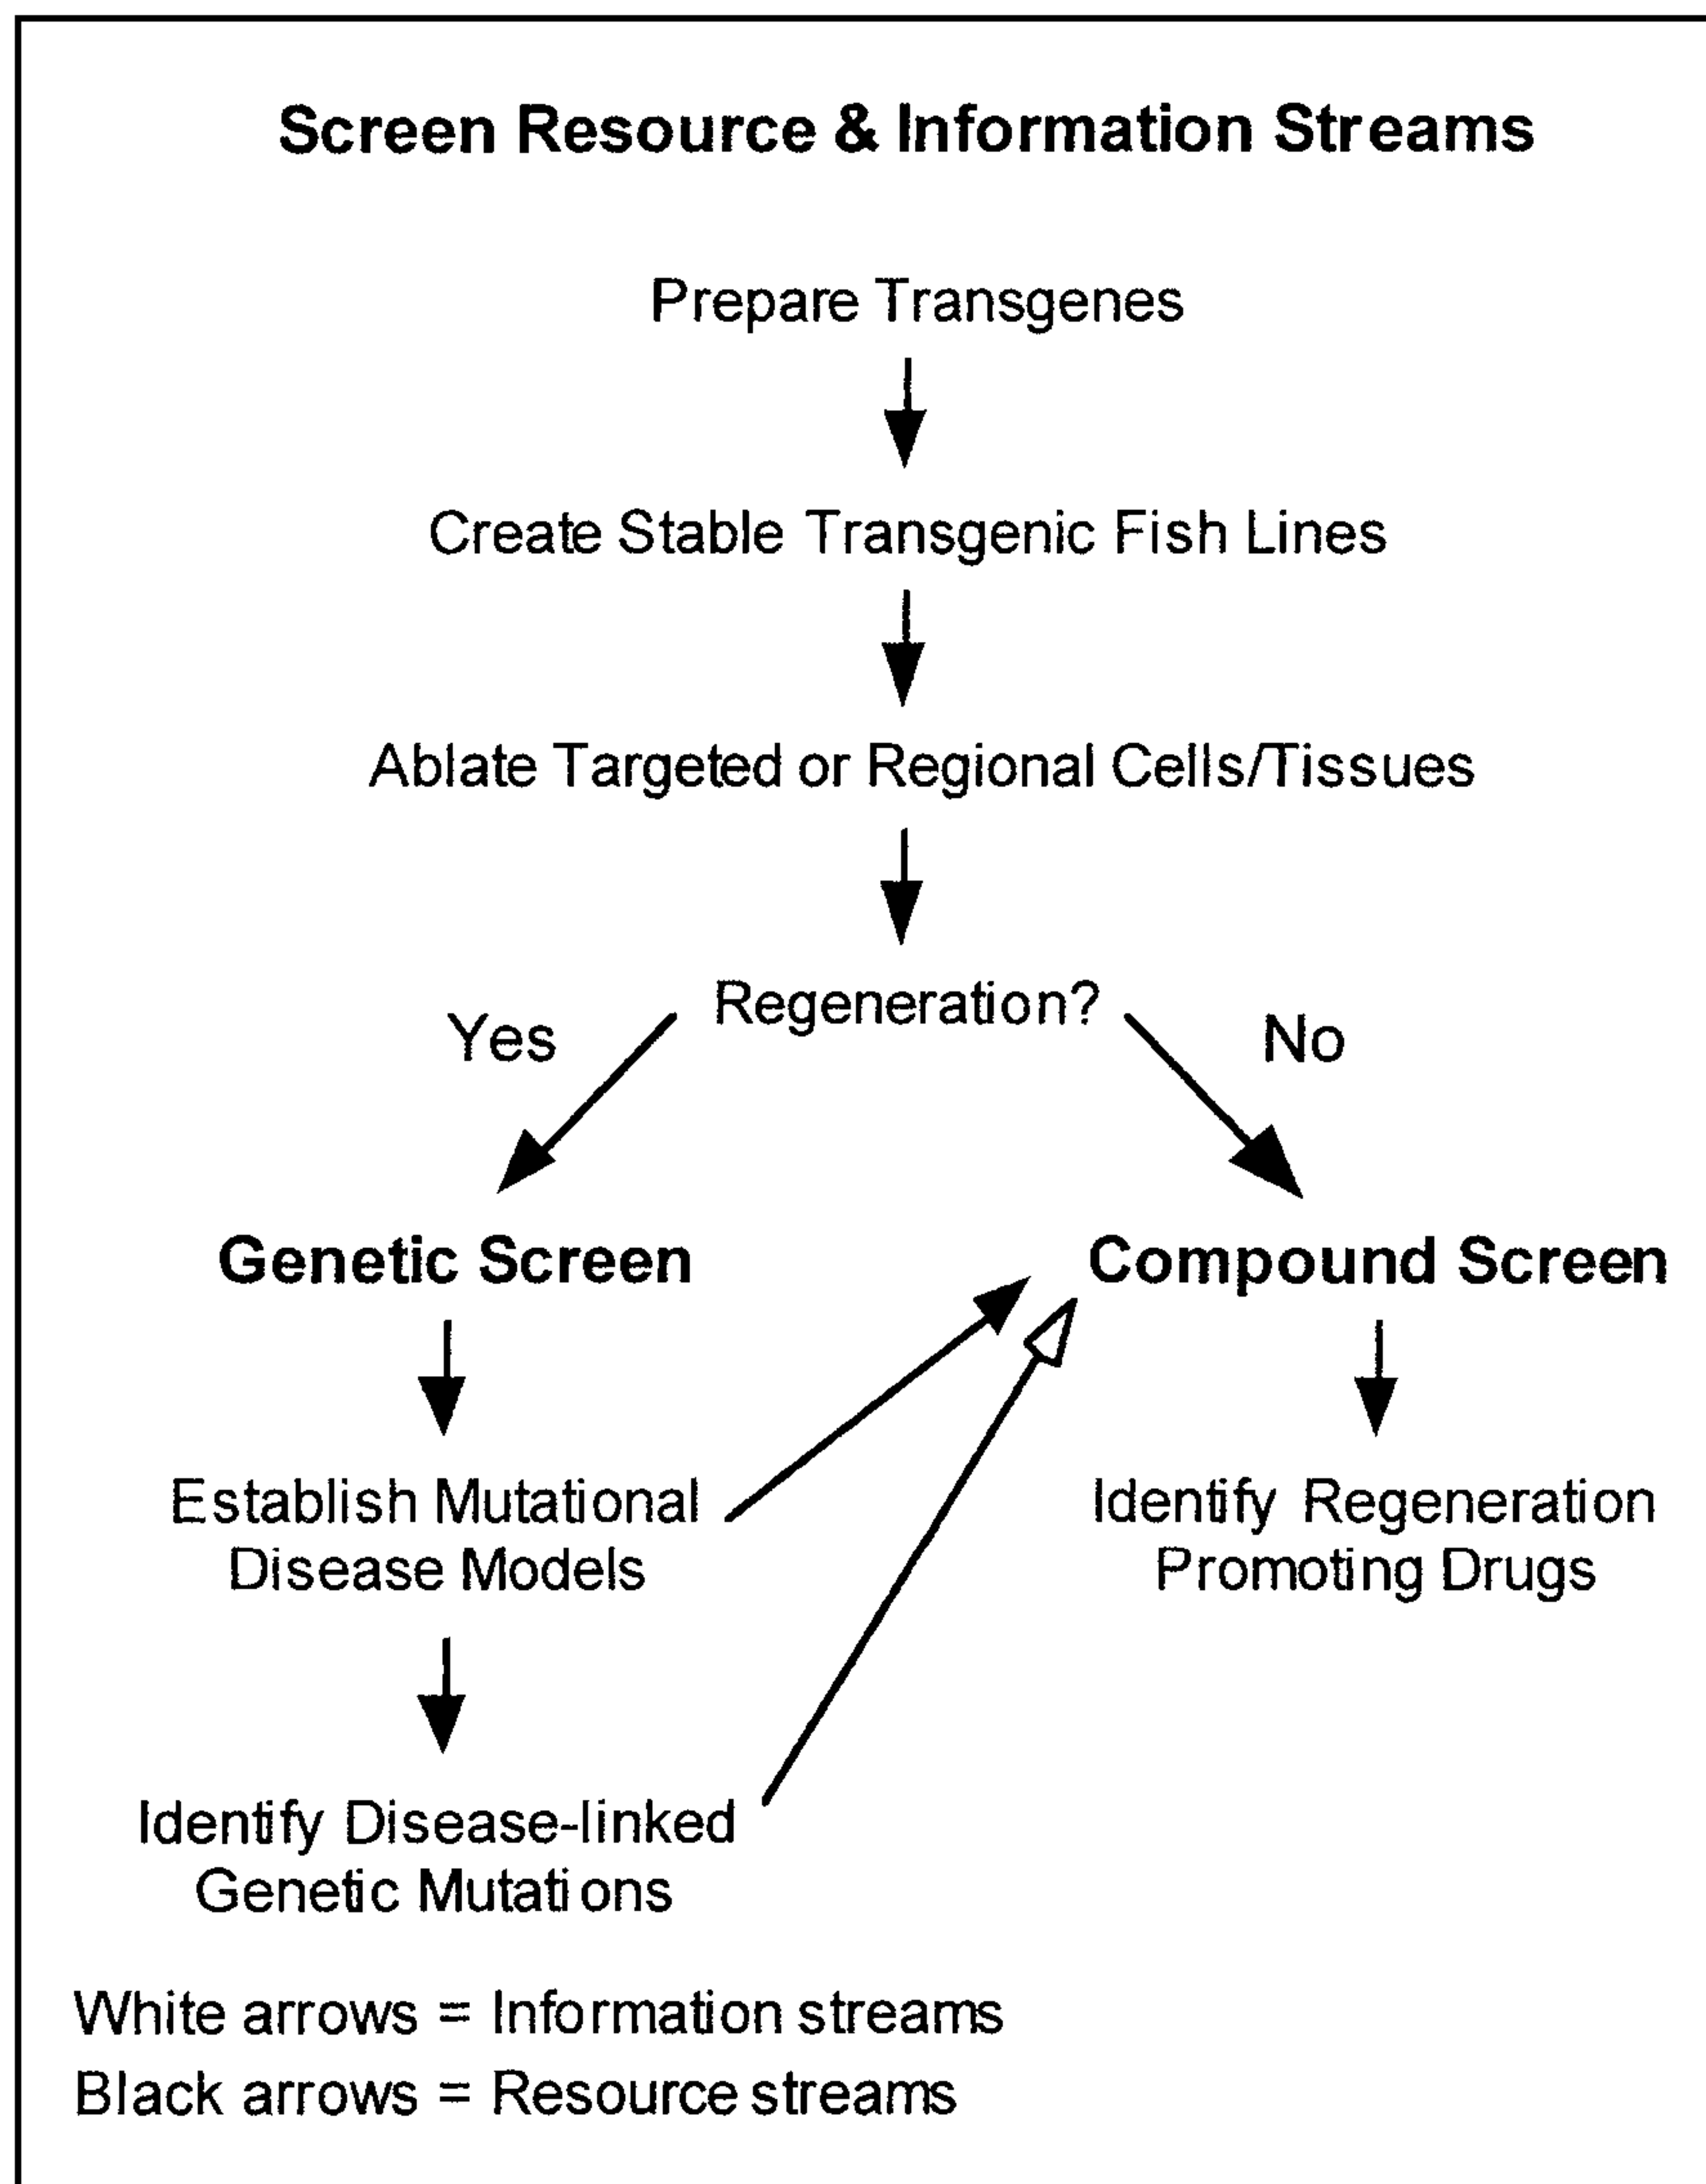 Screen Resource & Information Streams
Prepare Transgenes
Create Stable Transgenic Fish Lines
Ablate Targeted or Regional Cells/Tissues
Regeneration?
Yes
No
Genetic Screen
Compound Screen
Establish Mutational
Disease Models
Identify Regeneration
Promoting Drugs
Identify Disease-linked
Genetic Mutations
White arrows = Information streams
Black arrows = Resource streams